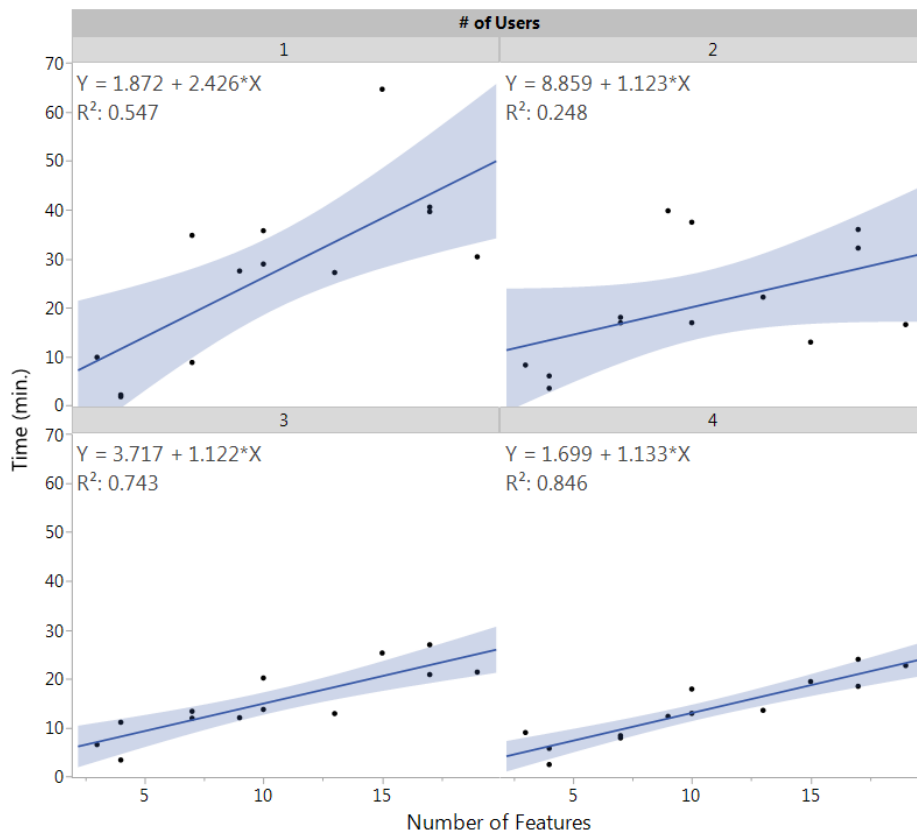 # of Users
1
2
Y = 1.872 + 2.426*X
R²: 0.547
Y = 8.859 + 1.123*X
R²: 0.248
70
60
50
40
30
20
10
0
3
4
Y = 3.717 + 1.122*X
R²: 0.743
Y = 1.699 + 1.133*X
R²: 0.846
70
60
50
40
30
20
10
0
Time (min.)
5
10
15
5
10
15
Number of Features